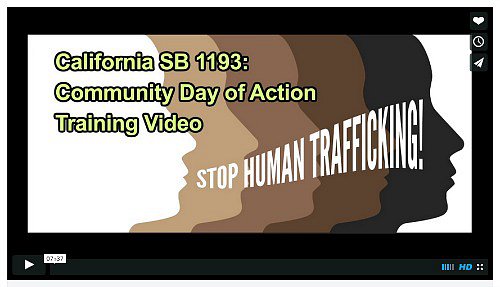 California SB 1193:
Community Day of Action
Training Video
STOP HUMAN TRAFFICKING!
07:37
HD